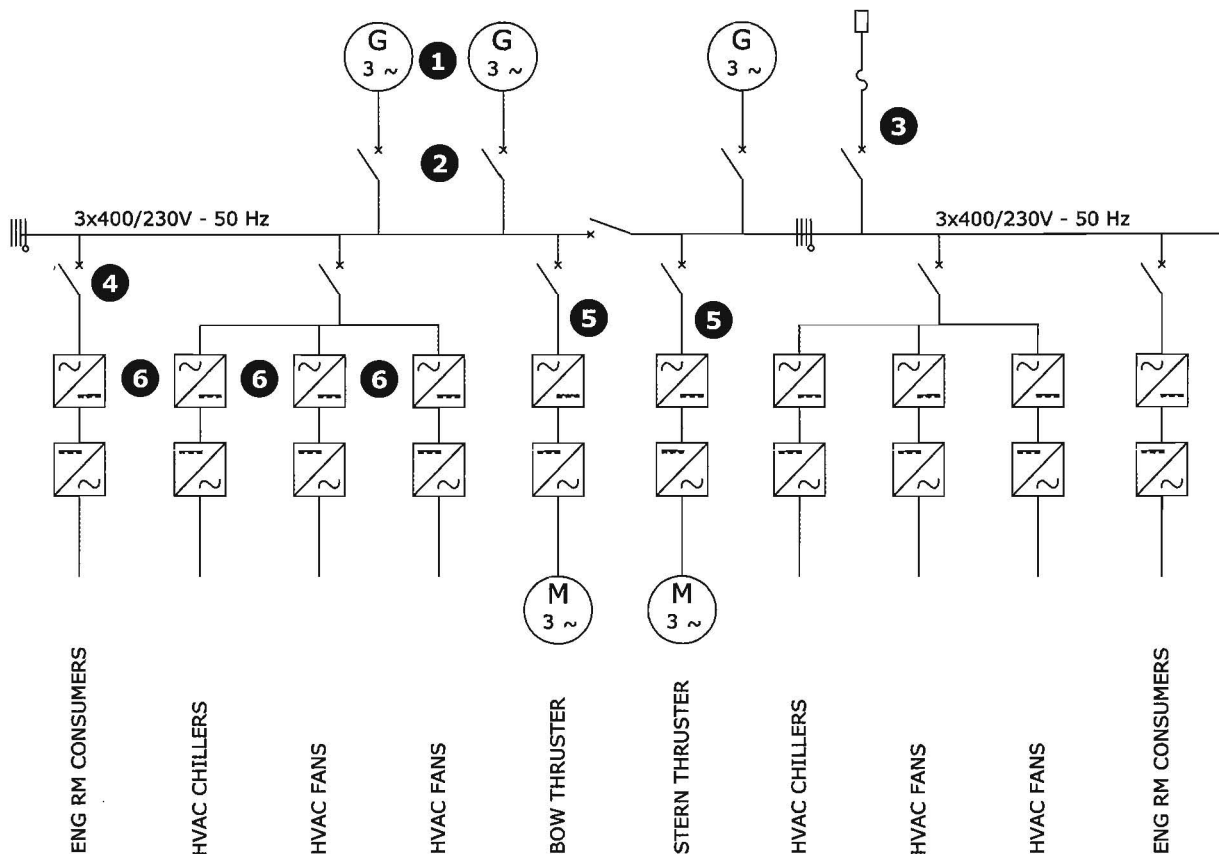 G
3 ~
1
G
3 ~
G
3 ~
3
2
3x400/230V - 50 Hz
3x400/230V - 50 Hz
4
5
5
6
6
6
M
3 ~
M
3 ~
ENG RM CONSUMERS
HVAC CHILLERS
HVAC FANS
HVAC FANS
BOW THRUSTER
STERN THRUSTER
HVAC CHILLERS
HVAC FANS
HVAC FANS
ENG RM CONSUMERS